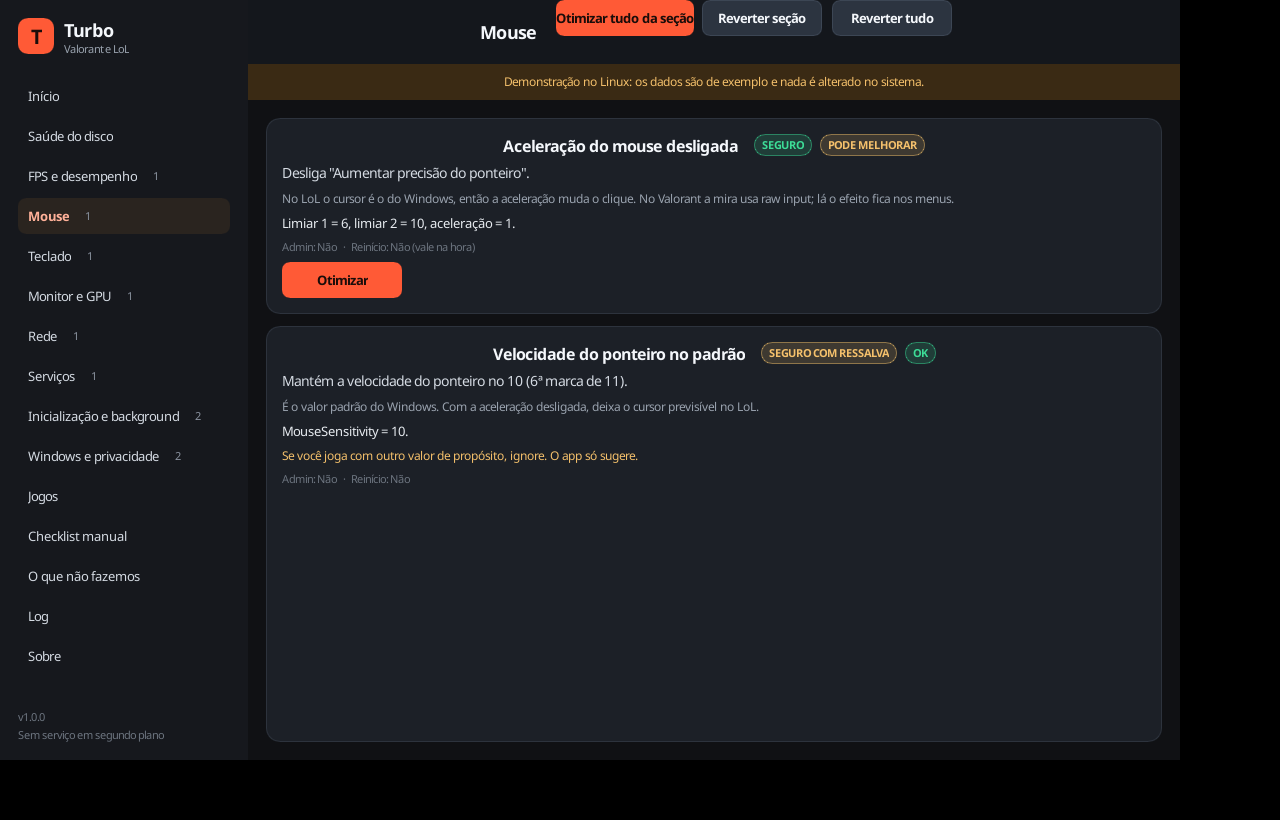 T
Turbo
Valorant e LoL
Início
Saúde do disco
FPS e desempenho 1
Mouse 1
Teclado 1
Monitor e GPU 1
Rede 1
Serviços 1
Inicialização e background 2
Windows e privacidade 2
Jogos
Checklist manual
O que não fazemos
Log
Sobre
v1.0.0
Sem serviço em segundo plano
Mouse
Otimizar tudo da seção
Reverter seção
Reverter tudo
Demonstração no Linux: os dados são de exemplo e nada é alterado no sistema.
Aceleração do mouse desligada SEGURO PODE MELHORAR
Desliga "Aumentar precisão do ponteiro".
No LoL o cursor é o do Windows, então a aceleração muda o clique. No Valorant a mira usa raw input; lá o efeito fica nos menus.
Limiar 1 = 6, limiar 2 = 10, aceleração = 1.
Admin: Não · Reinício: Não (vale na hora)
Otimizar
Velocidade do ponteiro no padrão SEGURO COM RESSALVA OK
Mantém a velocidade do ponteiro no 10 (6ª marca de 11).
É o valor padrão do Windows. Com a aceleração desligada, deixa o cursor previsível no LoL.
MouseSensitivity = 10.
Se você joga com outro valor de propósito, ignore. O app só sugere.
Admin: Não · Reinício: Não